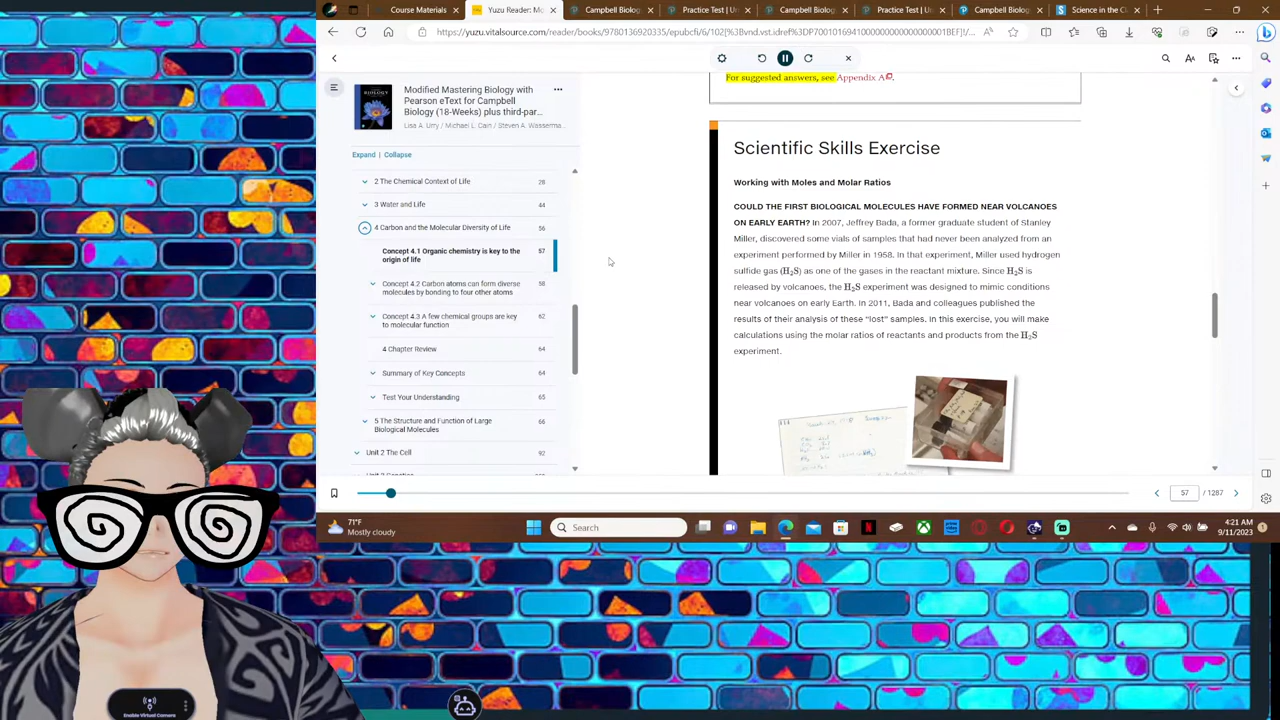 Course Materials
Yuzu Reader: Mo
Campbell Biolog
Practice Test | Un
Campbell Biolog
Practice Test | Un
Campbell Biolog
Science in the C
https://yuzu.vitalsource.com/reader/books/9780136920335/epubcfi/6/102[%3Bvnd.vst.idref%3DP7001016941000000000000000001BEF]!/...
Modified Mastering Biology with
Pearson eText for Campbell
Biology (18-Weeks) plus third-par...
Lisa A. Urry / Michael L. Cain / Steven A. Wasserma...
Expand | Collapse
2 The Chemical Context of Life 28
3 Water and Life 44
4 Carbon and the Molecular Diversity of Life 56
Concept 4.1 Organic chemistry is key to the 57
origin of life
Concept 4.2 Carbon atoms can form diverse 58
molecules by bonding to four other atoms
Concept 4.3 A few chemical groups are key 62
to molecular function
4 Chapter Review 64
Summary of Key Concepts 64
Test Your Understanding 65
5 The Structure and Function of Large 66
Biological Molecules
Unit 2 The Cell 92
For suggested answers, see Appendix A.
Scientific Skills Exercise
Working with Moles and Molar Ratios
COULD THE FIRST BIOLOGICAL MOLECULES HAVE FORMED NEAR VOLCANOES
ON EARLY EARTH? In 2007, Jeffrey Bada, a former graduate student of Stanley
Miller, discovered some vials of samples that had never been analyzed from an
experiment performed by Miller in 1958. In that experiment, Miller used hydrogen
sulfide gas (H₂S) as one of the gases in the reactant mixture. Since H₂S is
released by volcanoes, the H₂S experiment was designed to mimic conditions
near volcanoes on early Earth. In 2011, Bada and colleagues published the
results of their analysis of these “lost” samples. In this exercise, you will make
calculations using the molar ratios of reactants and products from the H₂S
experiment.
57 / 1287
71°F
Mostly cloudy
Search
4:21 AM
9/11/2023
Enable Virtual Camera